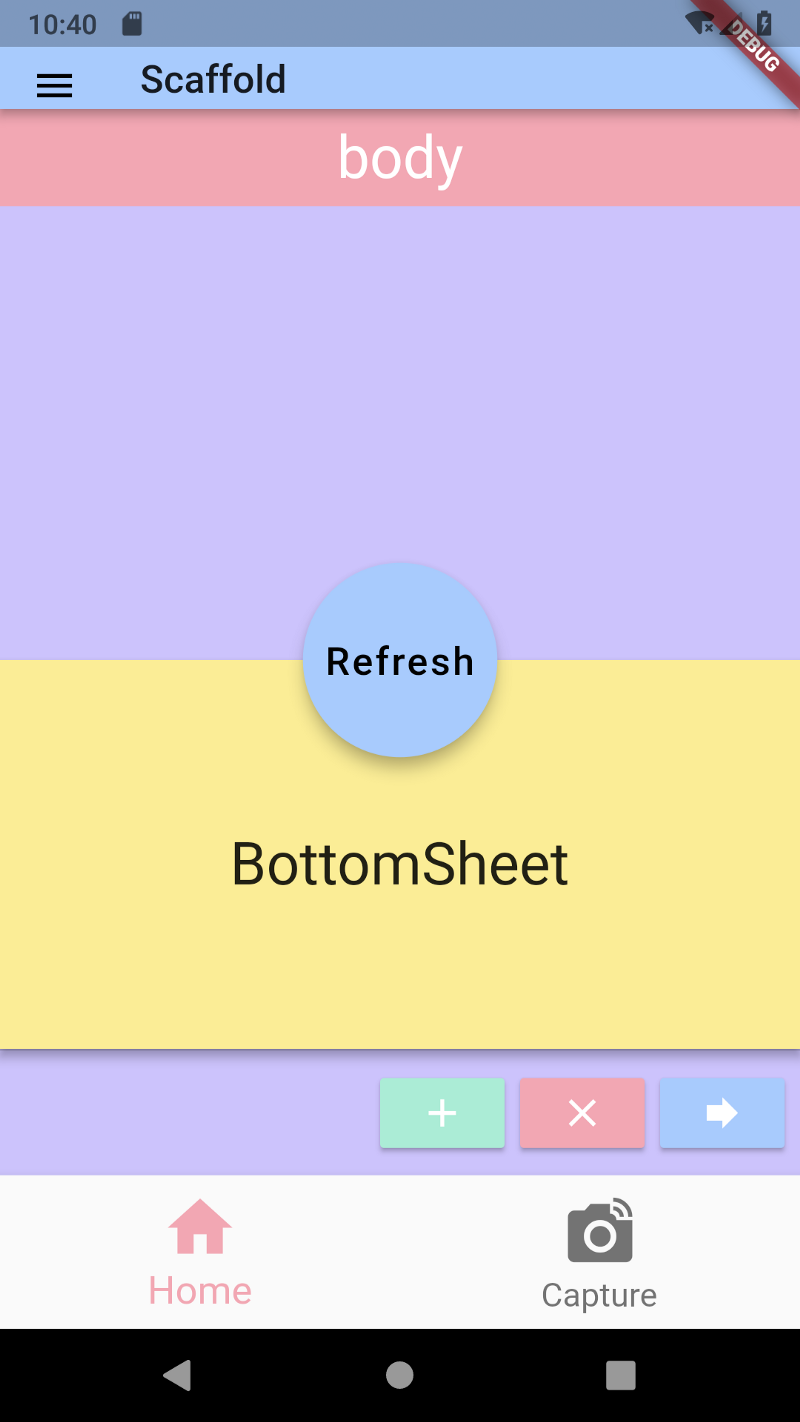 10:40
DEBUG
Scaffold
body
Refresh
BottomSheet
Home
Capture